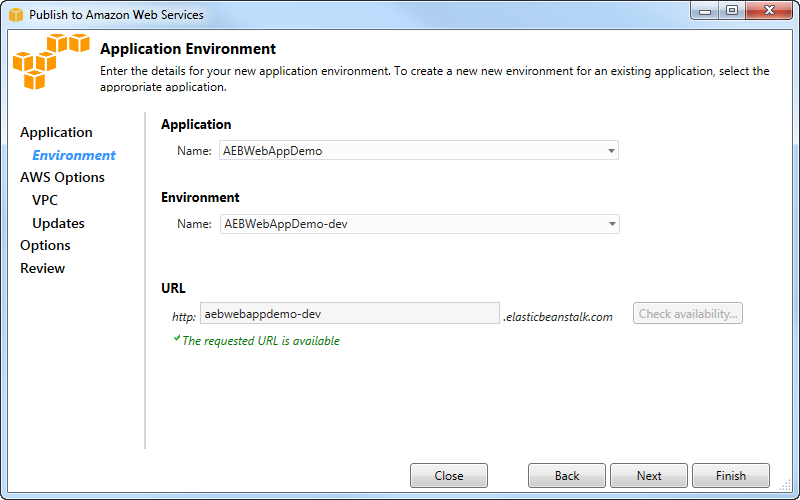 Publish to Amazon Web Services
Application Environment
Enter the details for your new application environment. To create a new new environment for an existing application, select the
appropriate application.
Application
Environment
AWS Options
VPC
Updates
Options
Review
Application
Name: AEBWebAppDemo
Environment
Name: AEBWebAppDemo-dev
URL
http: aebwebappdemo-dev .elasticbeanstalk.com Check availability...
The requested URL is available
Close Back Next Finish